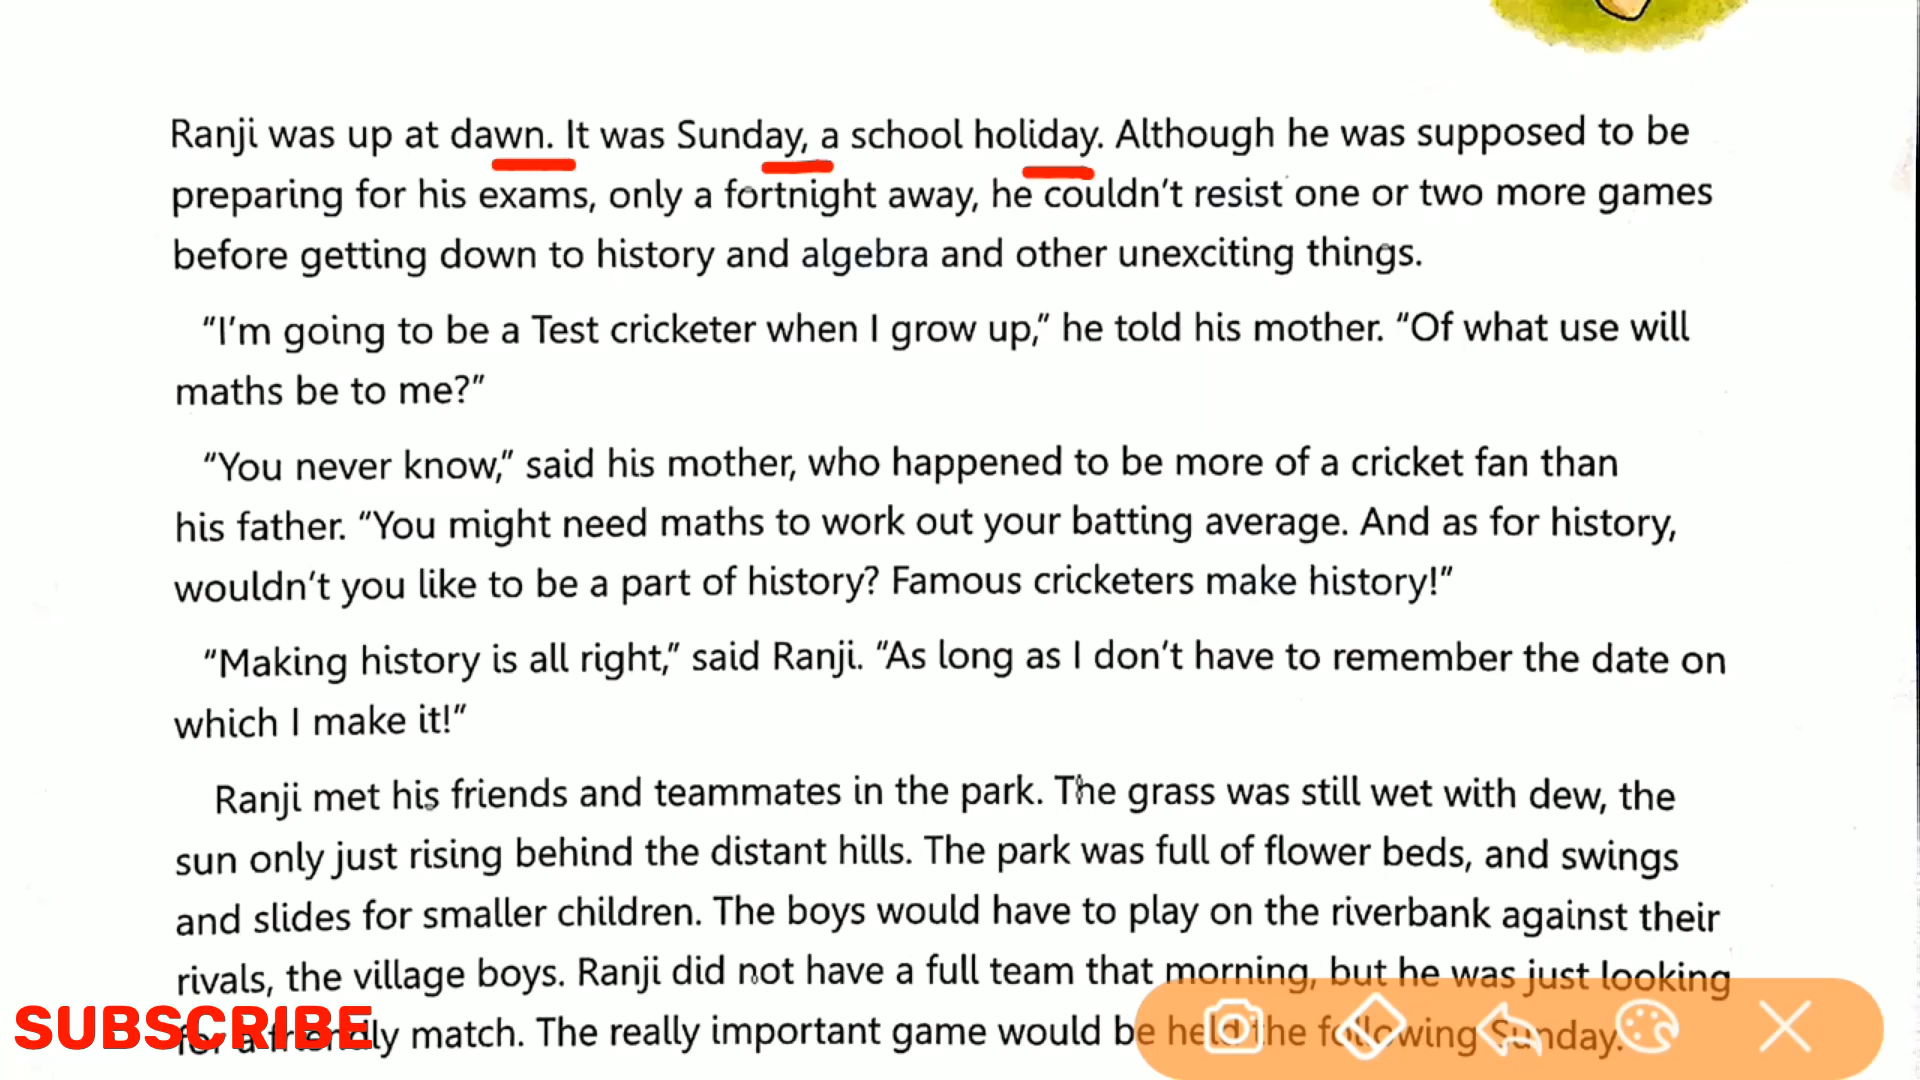 Ranji was up at dawn. It was Sunday, a school holiday. Although he was supposed to be
preparing for his exams, only a fortnight away, he couldn't resist one or two more games
before getting down to history and algebra and other unexciting things.
"I'm going to be a Test cricketer when I grow up," he told his mother. "Of what use will
maths be to me?"
"You never know," said his mother, who happened to be more of a cricket fan than
his father. "You might need maths to work out your batting average. And as for history,
wouldn't you like to be a part of history? Famous cricketers make history!"
"Making history is all right," said Ranji. "As long as I don't have to remember the date on
which I make it!"
Ranji met his friends and teammates in the park. The grass was still wet with dew, the
sun only just rising behind the distant hills. The park was full of flower beds, and swings
and slides for smaller children. The boys would have to play on the riverbank against their
rivals, the village boys. Ranji did not have a full team that morning, but he was just looking
for a friendly match. The really important game would be held the following Sunday.
SUBSCRIBE